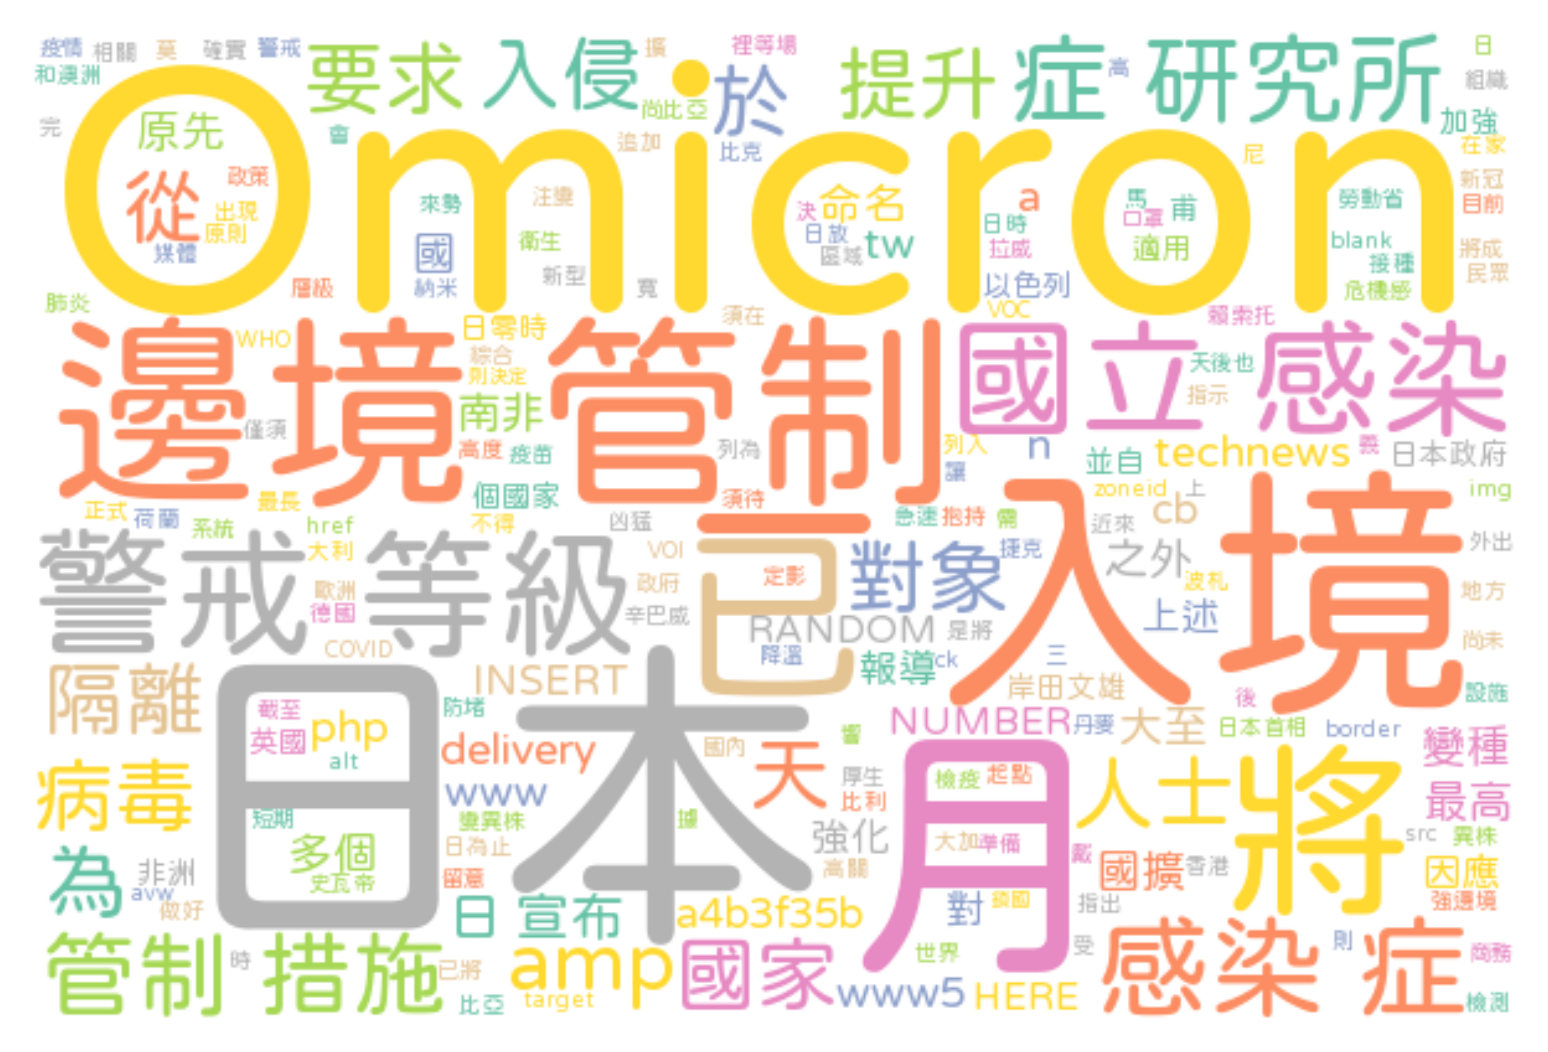 疫情 相關 莫 確實 警戒 要求 入侵 擴 裡等場 提升 症 高 研究所 日
和澳洲 尚比亞 於 組織
完 原先 會 追加 比克 尼 加強 在家
Omicron
從 政策 來勢 注變 決 命名 a 馬 甫 勞動省 新冠
出現 國 衛生 日放 tw 日時 口罩 blank 目前
原則 媒體 新型 區域 拉威 適用 接種 將成
肺炎 層級 納米 寬 以色列 危機感 民眾
WHO 日零時 須在 VOC 賴索托
邊境 管制 國立 感染
綜合 天後也
則決定 指示
僅須 南非 列為 列入 n 義
高度 疫苗 讓 並自 technews 日本政府
正式 荷蘭 最長 個國家 須待 zoneid 上 img
系統 href 不得 凶猛 急速 抱持 需 近來 cb
警戒 等級 已 對象 入境
大利 VOI 捷克 之外 外出
歐洲 政府 定影 波札 地方
德國 辛巴威 RANDOM 是將 上述
COVID 降溫 ck 三 尚未
隔離 INSERT 報導 岸田文雄 設施
日本 月 將
截至 防堵 NUMBER 丹麥 大至 後 日本首相 border
英國 php delivery 國內 天 響 變種
alt 厚生 檢疫 起點
病毒 www 比利 人士 最高
短期 變異株 據 強化 src 異株
多個 日為止 大加 準備 戴
為 非洲 史瓦帝 留意 高關 國擴 香港 因應
avw 做好 日 宣布 a4b3f35b 對 鎖國 指出 強邊境
管制 時 措施 已將 amp 國家 世界 受 感染 則 症 商務
比亞 target www5 HERE 檢測